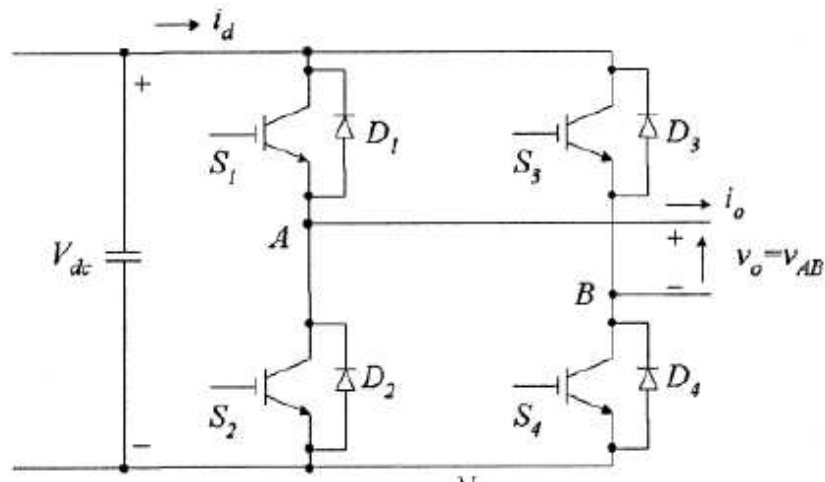 i_d
+
D_1
D_3
S_1
S_3
i_o
A
+
V_dc
v_o=v_AB
B
−
D_2
D_4
S_2
S_4
−
N